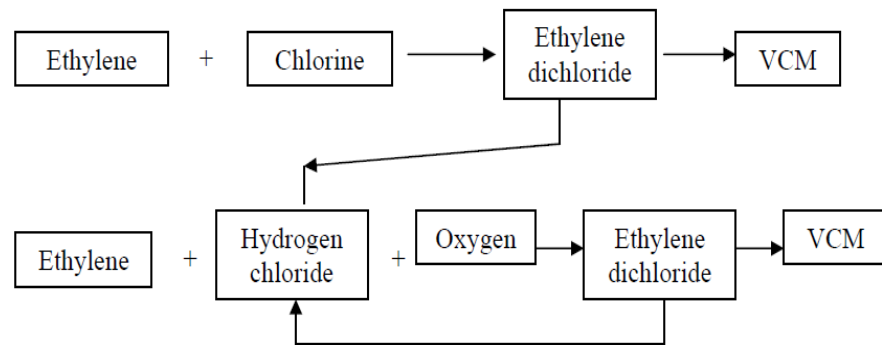 Ethylene + Chlorine Ethylene dichloride VCM
Ethylene + Hydrogen chloride + Oxygen Ethylene dichloride VCM